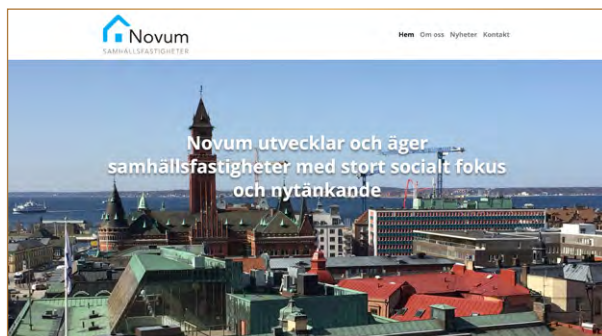 Novum
SAMHÄLLSFASTIGHETER
Hem Om oss Nyheter Kontakt
Novum utvecklar och äger
samhällsfastigheter med stort socialt fokus
och nytänkande